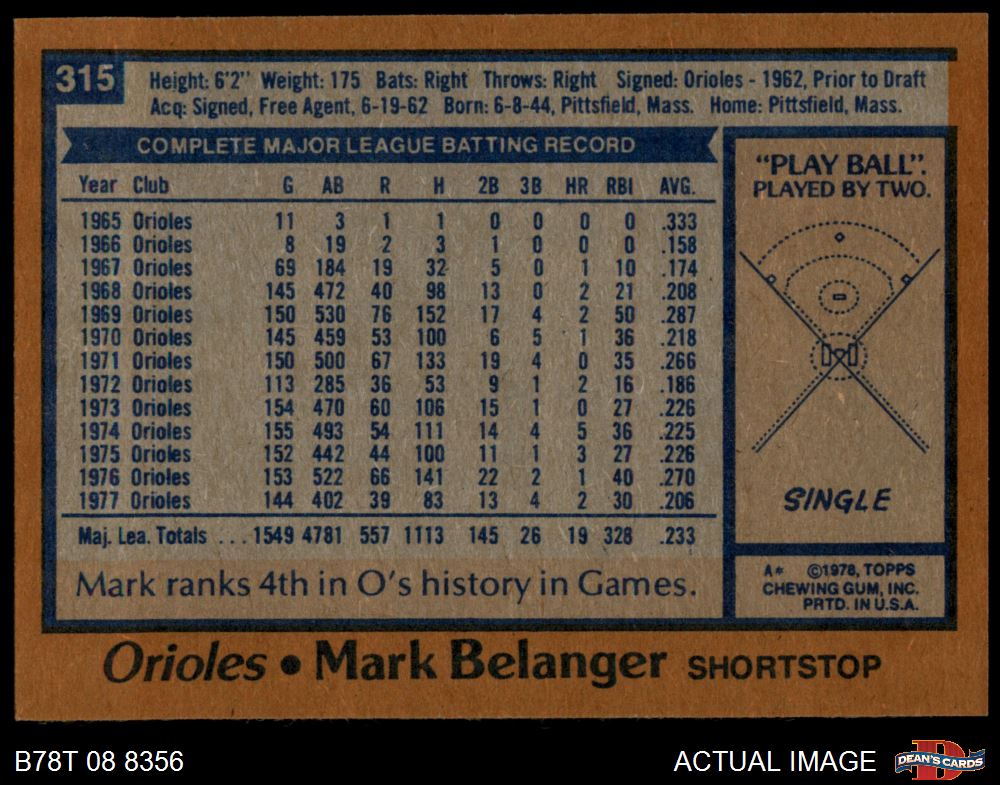 315
Height: 6'2" Weight: 175 Bats: Right Throws: Right Signed: Orioles - 1962, Prior to Draft
Acq: Signed, Free Agent, 6-19-62 Born: 6-8-44, Pittsfield, Mass. Home: Pittsfield, Mass.
COMPLETE MAJOR LEAGUE BATTING RECORD
Year Club G AB R H 2B 3B HR RBI AVG.
1965 Orioles 11 3 1 1 0 0 0 0 .333
1966 Orioles 8 19 2 3 1 0 0 0 .158
1967 Orioles 69 184 19 32 5 0 1 10 .174
1968 Orioles 145 472 40 98 13 0 2 21 .208
1969 Orioles 150 530 76 152 17 4 2 50 .287
1970 Orioles 145 459 53 100 6 5 1 36 .218
1971 Orioles 150 500 67 133 19 4 0 35 .266
1972 Orioles 113 285 36 53 9 1 2 16 .186
1973 Orioles 154 470 60 106 15 1 0 27 .226
1974 Orioles 155 493 54 111 14 4 5 36 .225
1975 Orioles 152 442 44 100 11 1 3 27 .226
1976 Orioles 153 522 66 141 22 2 1 40 .270
1977 Orioles 144 402 39 83 13 4 2 30 .206
Maj. Lea. Totals ... 1549 4781 557 1113 145 26 19 328 .233
Mark ranks 4th in O's history in Games.
"PLAY BALL".
PLAYED BY TWO.
SINGLE
A* ©1978, TOPPS
CHEWING GUM, INC.
PRTD. IN U.S.A.
Orioles • Mark Belanger SHORTSTOP
B78T 08 8356
ACTUAL IMAGE
D
DEAN'S CARDS